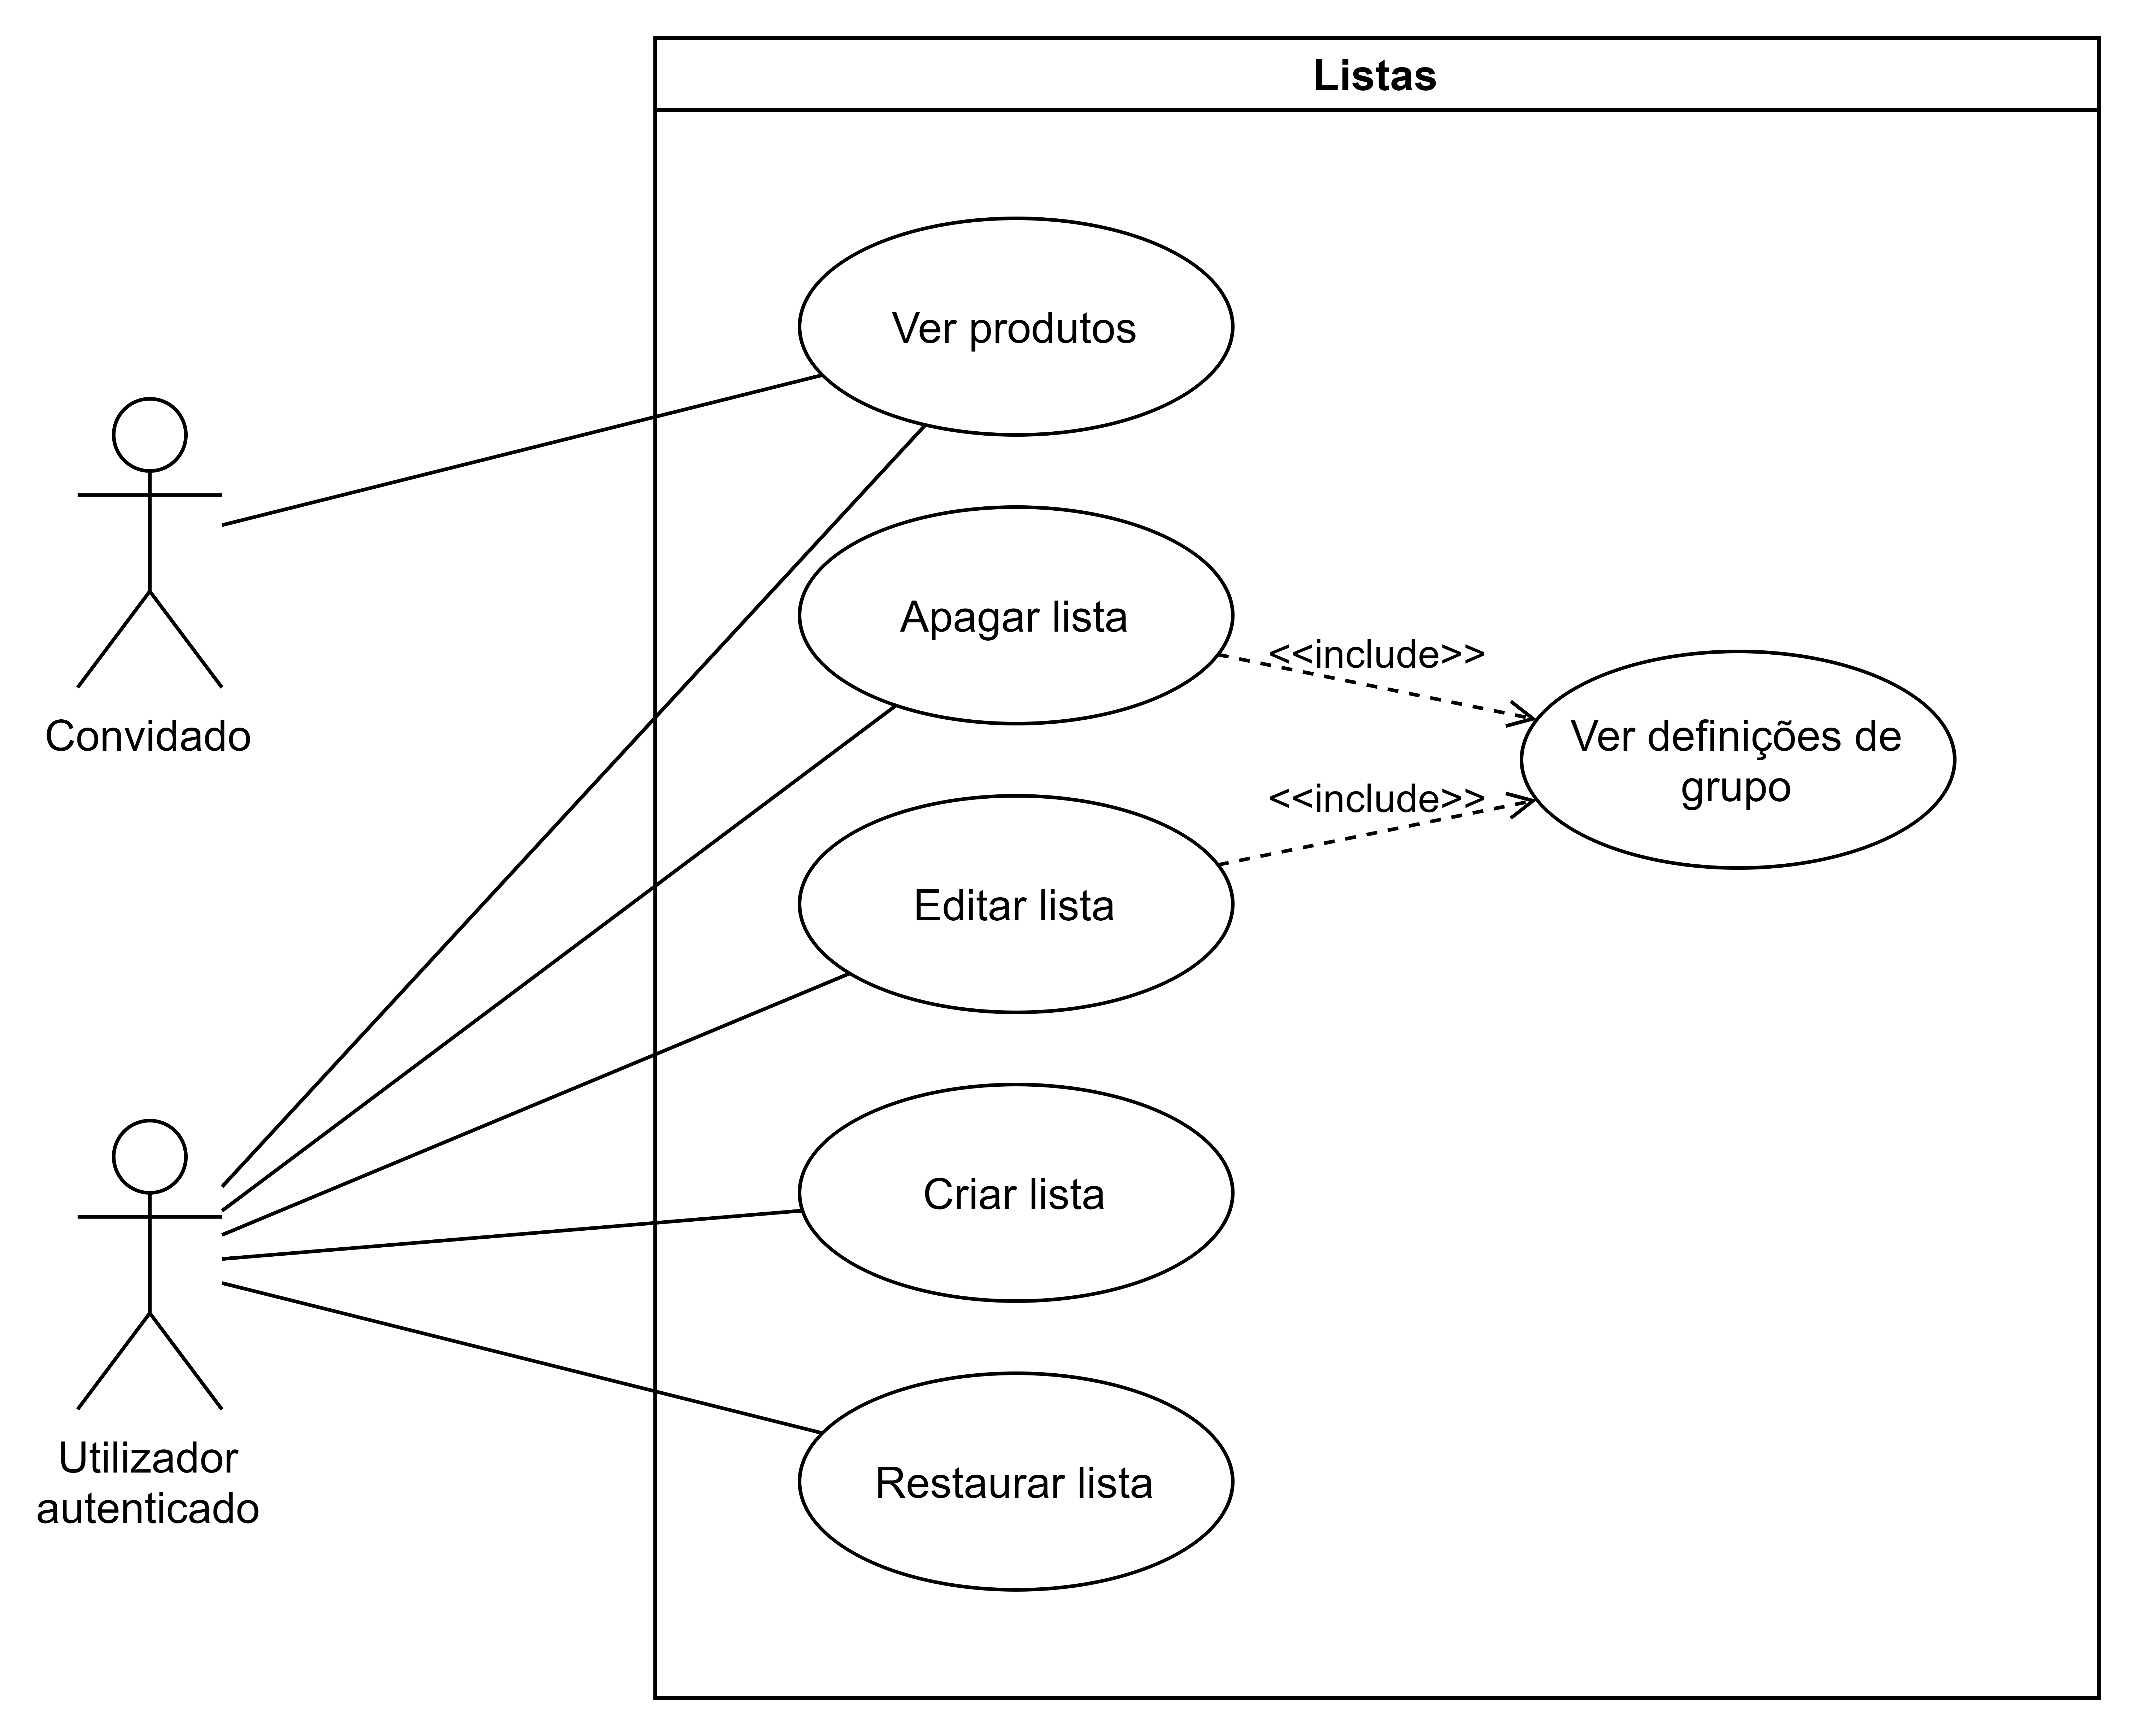 Listas
Ver produtos
Apagar lista
<<include>>
Convidado
Ver definições de
grupo
<<include>>
Editar lista
Criar lista
Utilizador
autenticado
Restaurar lista